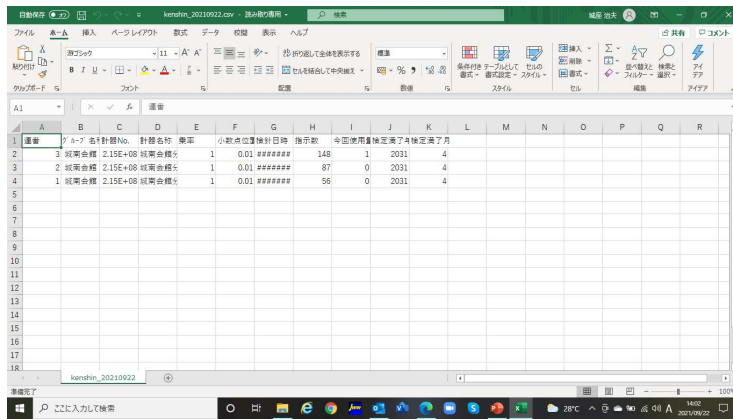 自動保存 オフ kenshin_20210922.csv - 読み取り専用 検索 城座 治夫
ファイル ホーム 挿入 ページ レイアウト 数式 データ 校閲 表示 ヘルプ 共有 コメント
貼り付け 游ゴシック 11 A A 折り返して全体を表示する 標準 条件付き書式 テーブルとして書式設定 セルのスタイル 挿入 削除 書式 並べ替えとフィルター 検索と選択 アイデア
B I U セルを結合して中央揃え %
クリップボード フォント 配置 数値 スタイル セル 編集 アイデア
A1 fx 連番
A B C D E F G H I J K L M N O P Q R
1 連番 グループ名称 計器No. 計器名称 乗率 小数点位置 検針日時 指示数 今回使用量 検定満了年 検定満了月
2 3 城南会館 2.15E+08 城南会館 1 0.01 ####### 148 1 2031 4
3 2 城南会館 2.15E+08 城南会館 1 0.01 ####### 87 0 2031 4
4 1 城南会館 2.15E+08 城南会館 1 0.01 ####### 56 0 2031 4
5
6
7
8
9
10
11
12
13
14
15
16
17
18
kenshin_20210922
準備完了 100%
ここに入力して検索 28°C A 14:02
2021/09/22